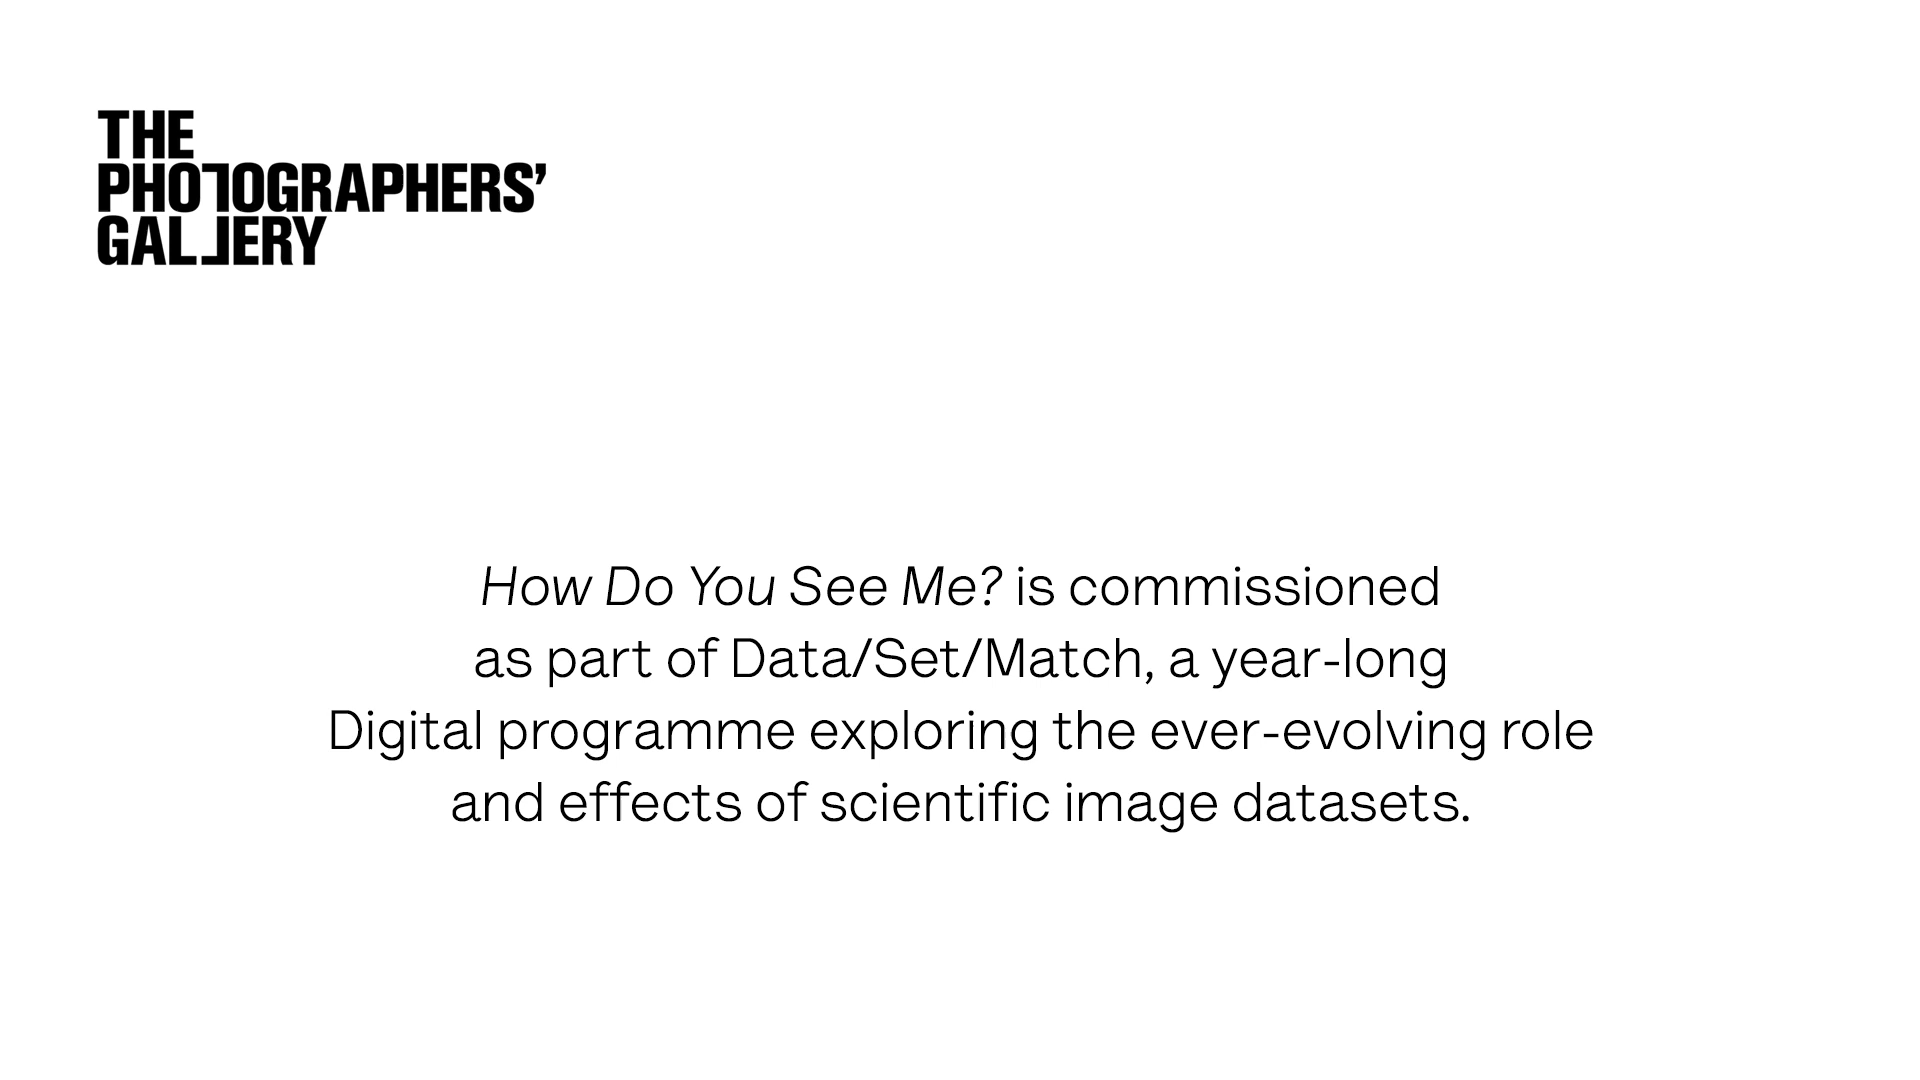 THE
PHOTOGRAPHERS’
GALLERY
How Do You See Me? is commissioned
as part of Data/Set/Match, a year-long
Digital programme exploring the ever-evolving role
and effects of scientific image datasets.